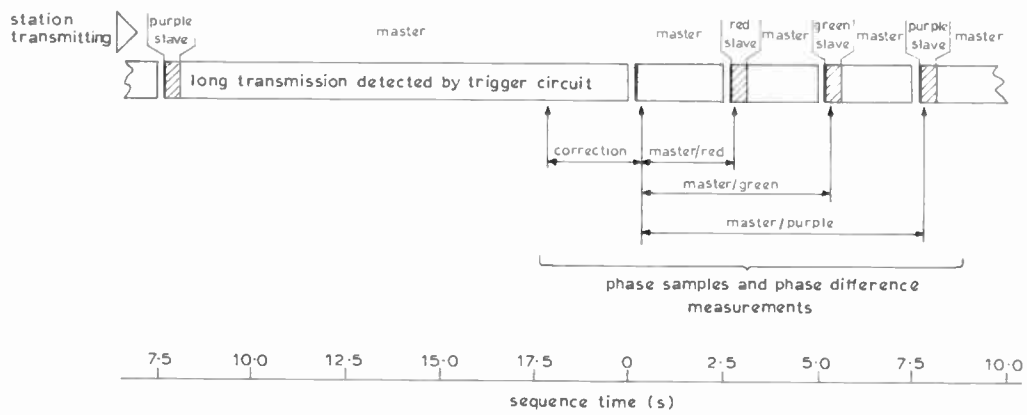 station
transmitting
purple
slave
master
master
red
slave
master
green
slave
master
purple
slave
master
long transmission detected by trigger circuit
correction
master/red
master/green
master/purple
phase samples and phase difference
measurements
7·5 10·0 12·5 15·0 17·5 0 2·5 5·0 7·5 10·0
sequence time (s)